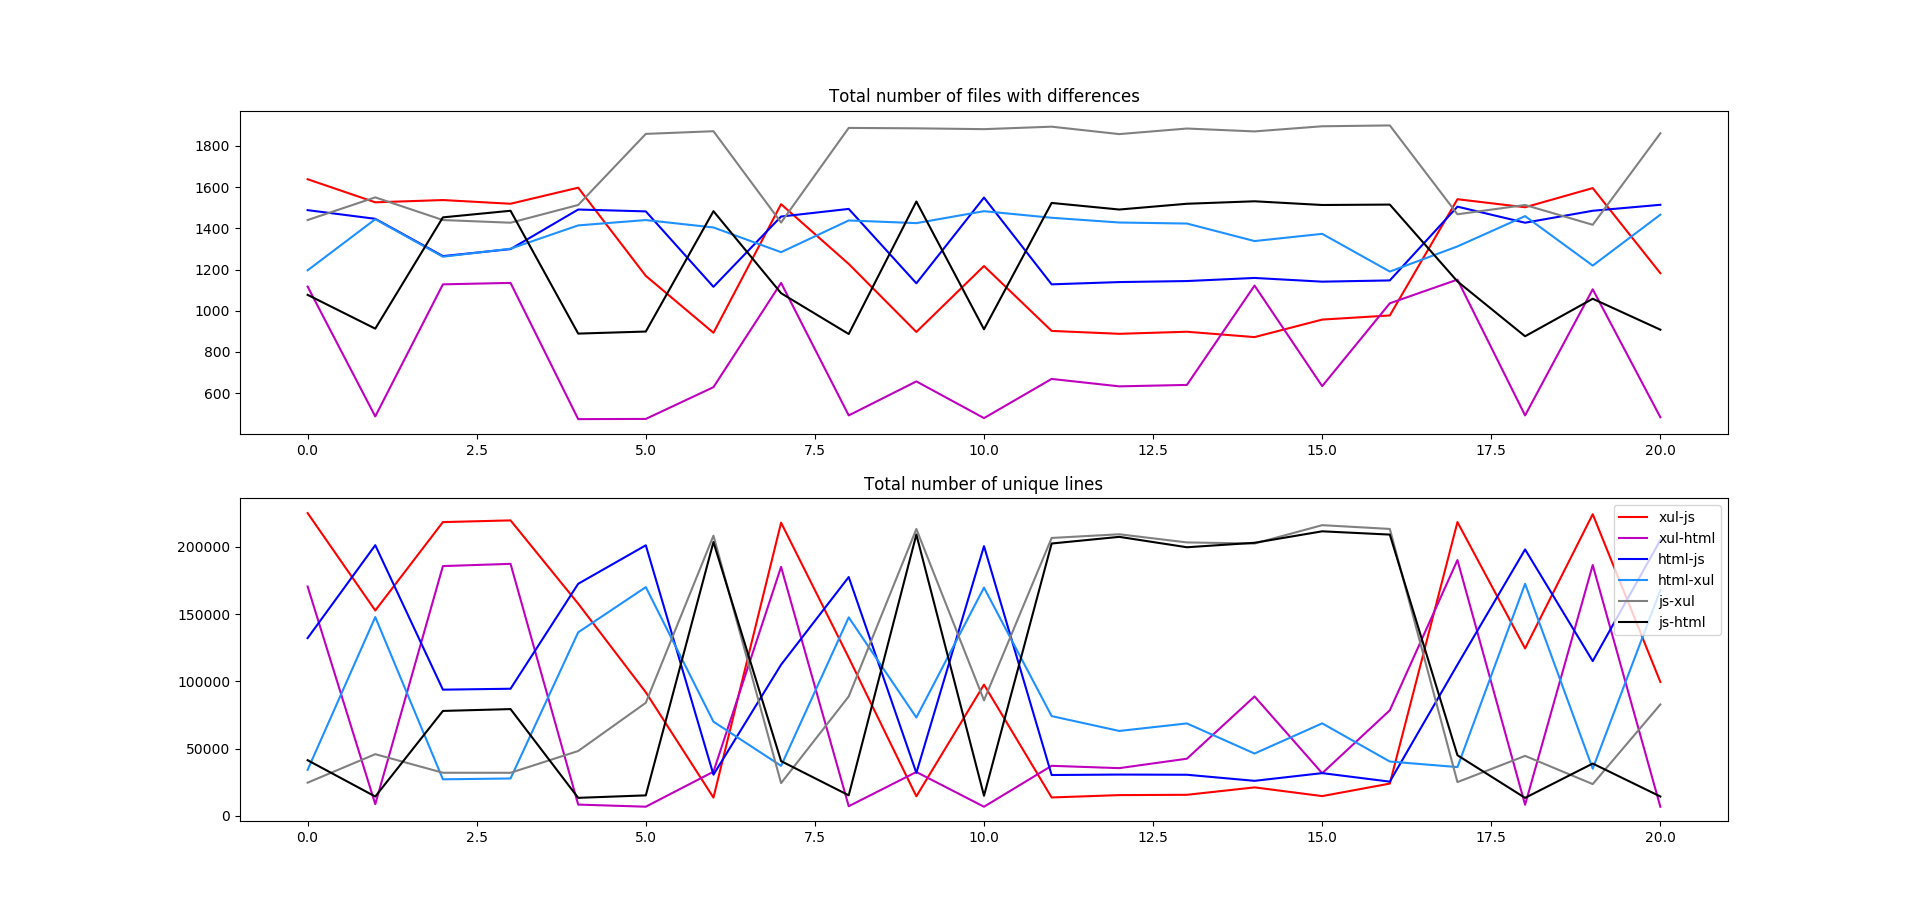 Total number of files with differences
1800
1600
1400
1200
1000
800
600
0.0 2.5 5.0 7.5 10.0 12.5 15.0 17.5 20.0
Total number of unique lines
200000
150000
100000
50000
0
xul-js
xul-html
html-js
html-xul
js-xul
js-html
0.0 2.5 5.0 7.5 10.0 12.5 15.0 17.5 20.0